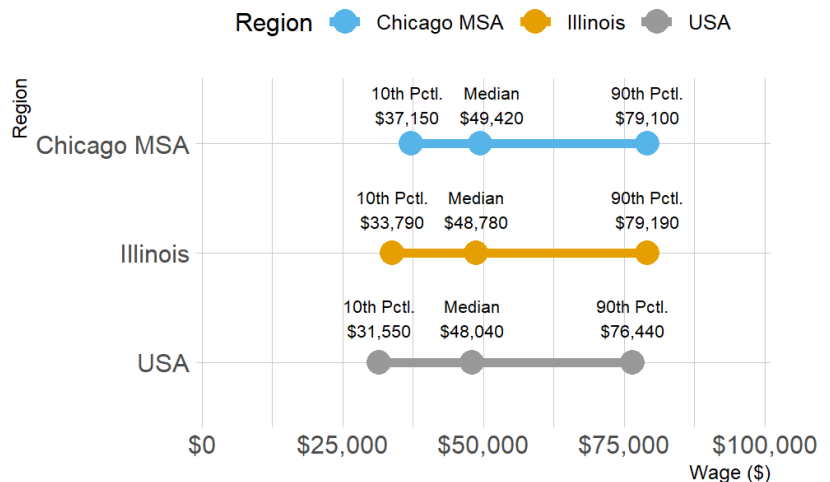 Region Chicago MSA Illinois USA
Region
10th Pctl. Median 90th Pctl.
$37,150 $49,420 $79,100
Chicago MSA
10th Pctl. Median 90th Pctl.
$33,790 $48,780 $79,190
Illinois
10th Pctl. Median 90th Pctl.
$31,550 $48,040 $76,440
USA
$0 $25,000 $50,000 $75,000 $100,000
Wage ($)